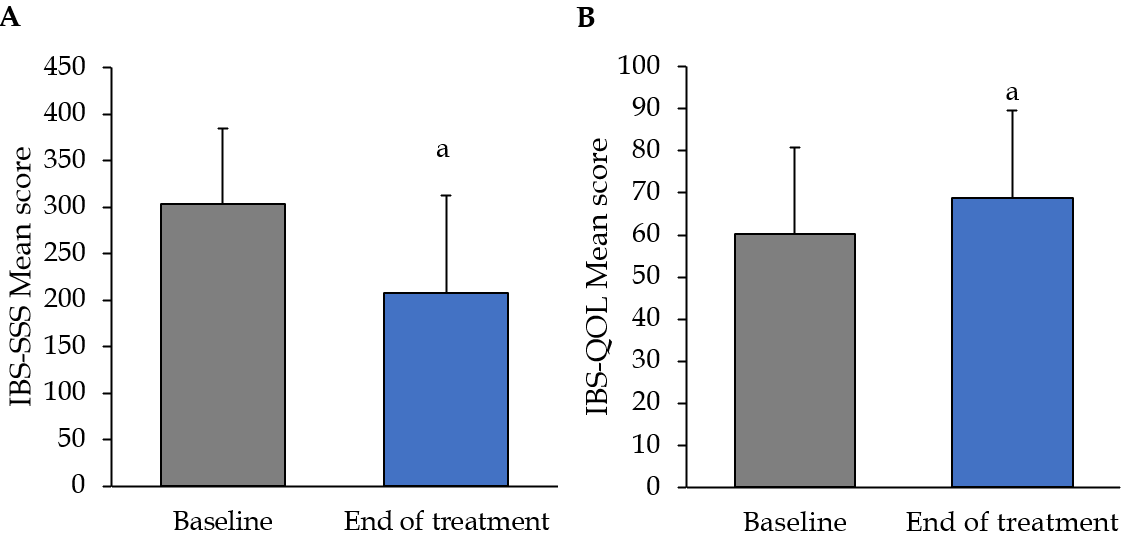 A
IBS-SSS Mean score
450
400
350
300
250
200
150
100
50
0
a
Baseline
End of treatment
B
IBS-QOL Mean score
100
90
80
70
60
50
40
30
20
10
0
a
Baseline
End of treatment